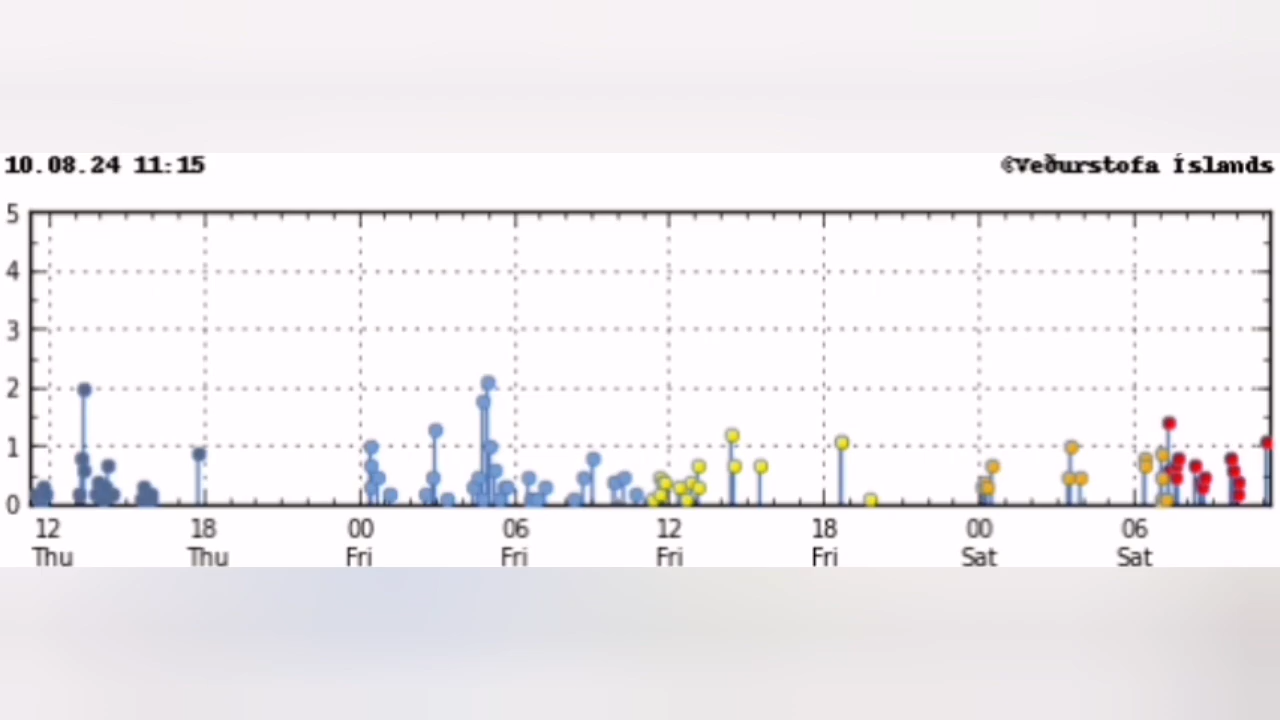 10.08.24 11:15 ©Veðurstofa Íslands
5
4
3
2
1
0
12 18 00 06 12 18 00 06
Thu Thu Fri Fri Fri Fri Sat Sat